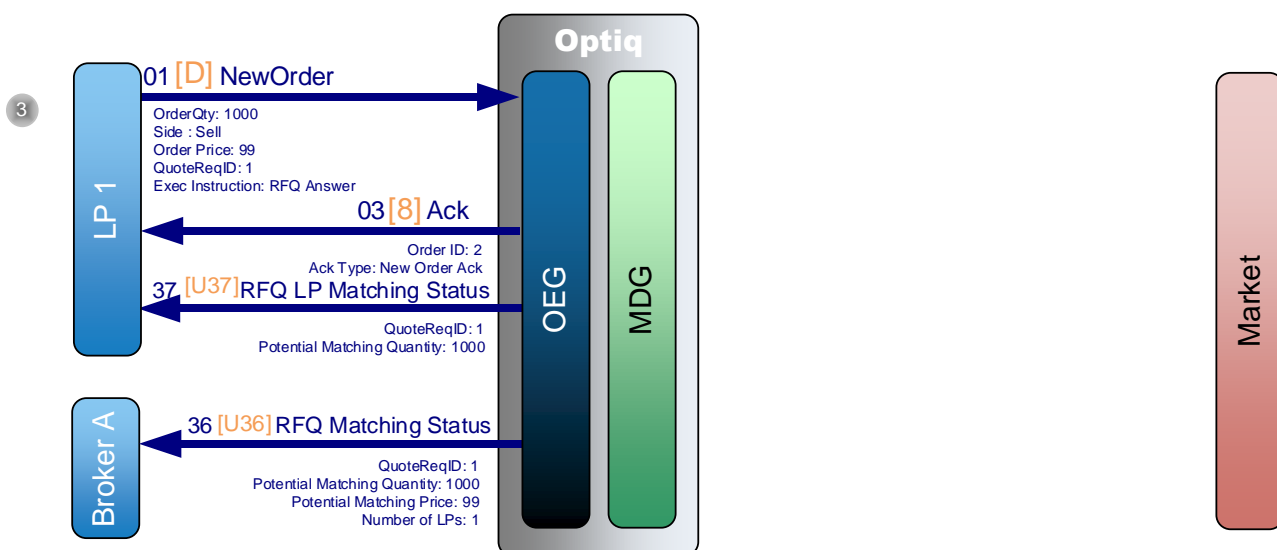 Optiq
3
LP 1
01 [D] NewOrder
OrderQty: 1000
Side : Sell
Order Price: 99
QuoteReqID: 1
Exec Instruction: RFQ Answer
03 [8] Ack
Order ID: 2
Ack Type: New Order Ack
37 [U37] RFQ LP Matching Status
QuoteReqID: 1
Potential Matching Quantity: 1000
Broker A
36 [U36] RFQ Matching Status
QuoteReqID: 1
Potential Matching Quantity: 1000
Potential Matching Price: 99
Number of LPs: 1
OEG
MDG
Market